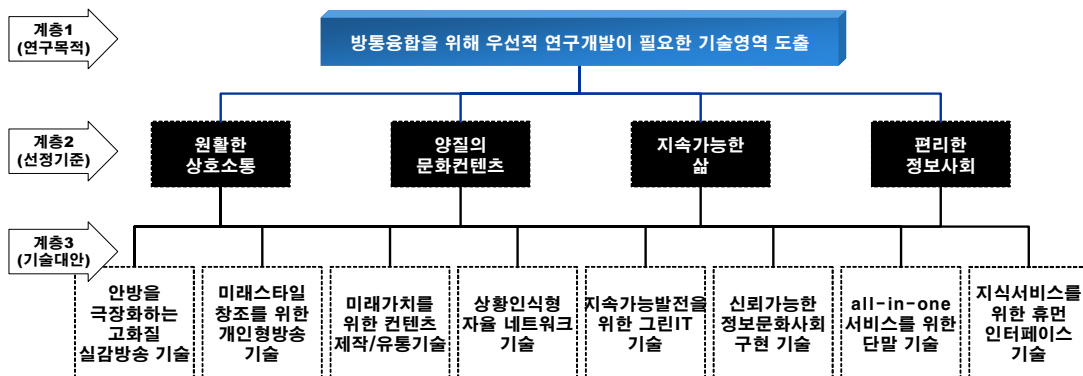 계층1
(연구목적)
방통융합을 위해 우선적 연구개발이 필요한 기술영역 도출
계층2
(선정기준)
원활한
상호소통
양질의
문화컨텐츠
지속가능한
삶
편리한
정보사회
계층3
(기술대안)
안방을
극장화하는
고화질
실감방송 기술
미래스타일
창조를 위한
개인형방송
기술
미래가치를
위한 컨텐츠
제작/유통기술
상황인식형
자율 네트워크
기술
지속가능발전을
위한 그린IT
기술
신뢰가능한
정보문화사회
구현 기술
all-in-one
서비스를 위한
단말 기술
지식서비스를
위한 휴먼
인터페이스
기술